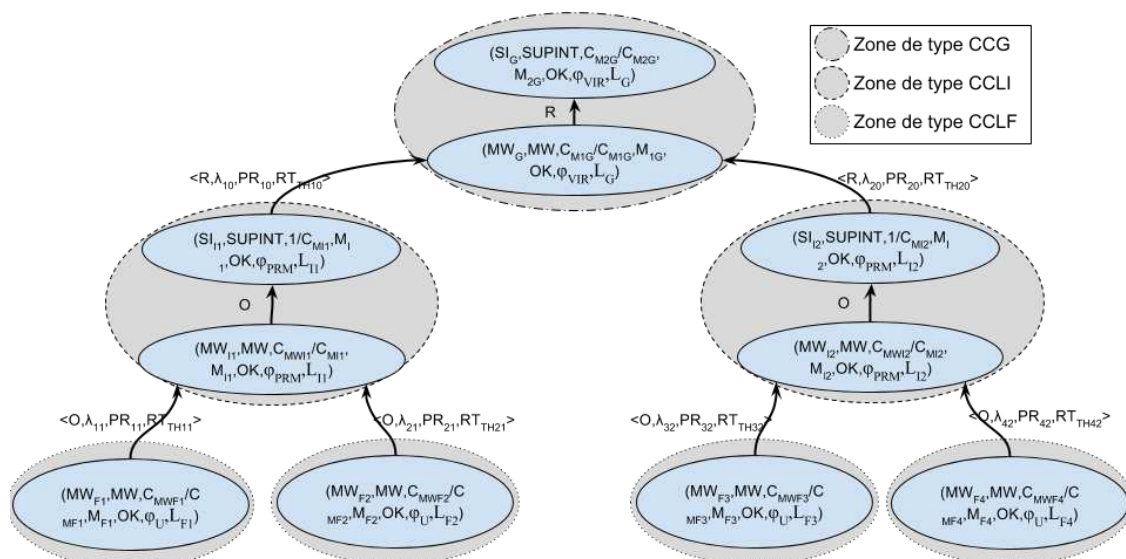 (SI_G,SUPINT,C_M2G/C_M2G,
M_2G,OK,φ_VIR,L_G)
R
(MW_G,MW,C_M1G/C_M1G,M_1G,
OK,φ_VIR,L_G)
Zone de type CCG
Zone de type CCLI
Zone de type CCLF
<R,λ_10,PR_10,RT_TH10>
<R,λ_20,PR_20,RT_TH20>
(SI_I1,SUPINT,1/C_MI1,M_I
1,OK,φ_PRM,L_I1)
O
(MW_I1,MW,C_MWI1/C_MI1,
M_I1,OK,φ_PRM,L_I1)
(SI_I2,SUPINT,1/C_MI2,M_I
2,OK,φ_PRM,L_I2)
O
(MW_I2,MW,C_MWI2/C_MI2,
M_I2,OK,φ_PRM,L_I2)
<O,λ_11,PR_11,RT_TH11>
<O,λ_21,PR_21,RT_TH21>
<O,λ_32,PR_32,RT_TH32>
<O,λ_42,PR_42,RT_TH42>
(MW_F1,MW,C_MWF1/C
MF1,M_F1,OK,φ_U,L_F1)
(MW_F2,MW,C_MWF2/C
MF2,M_F2,OK,φ_U,L_F2)
(MW_F3,MW,C_MWF3/C
MF3,M_F3,OK,φ_U,L_F3)
(MW_F4,MW,C_MWF4/C
MF4,M_F4,OK,φ_U,L_F4)